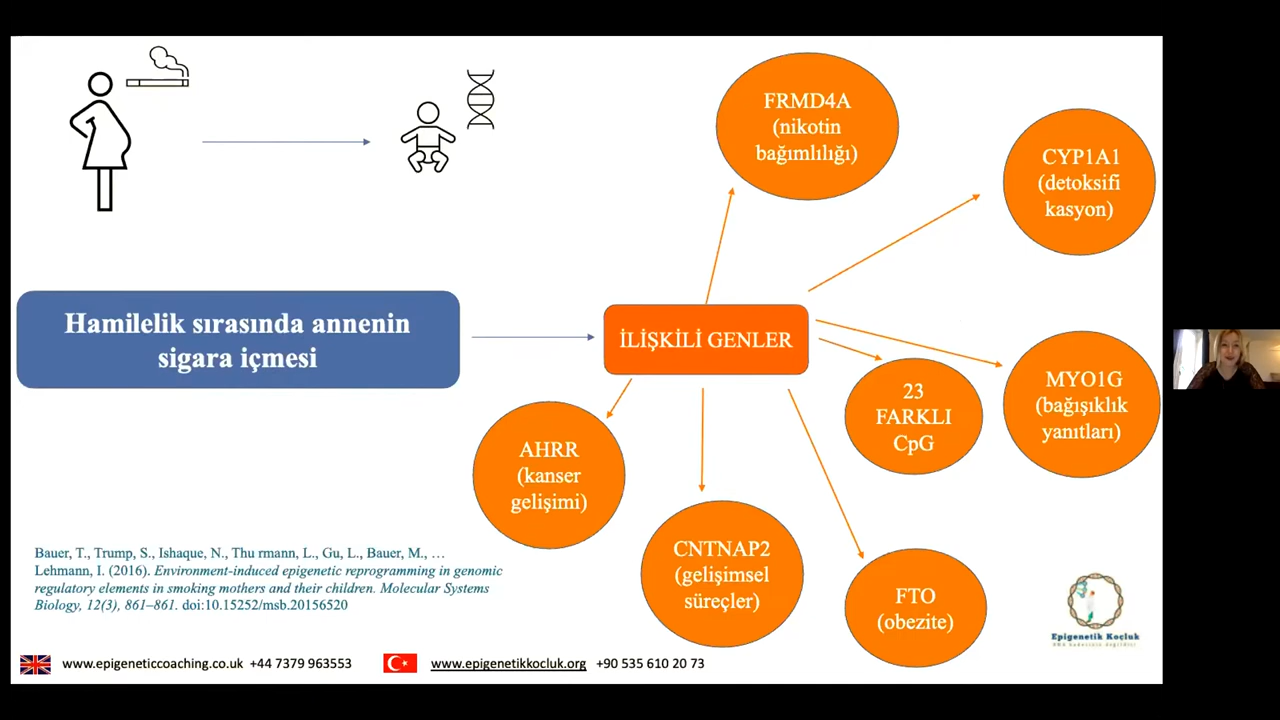 FRMD4A
(nikotin
bağımlılığı)
CYP1A1
(detoksifi
kasyon)
Hamilelik sırasında annenin
sigara içmesi
İLİŞKİLİ GENLER
23
FARKLI
CpG
MYO1G
(bağışıklık
yanıtları)
AHRR
(kanser
gelişimi)
CNTNAP2
(gelişimsel
süreçler)
FTO
(obezite)
Bauer, T., Trump, S., Ishaque, N., Thu rmann, L., Gu, L., Bauer, M., …
Lehmann, I. (2016). Environment-induced epigenetic reprogramming in genomic
regulatory elements in smoking mothers and their children. Molecular Systems
Biology, 12(3), 861–861. doi:10.15252/msb.20156520
Epigenetik Koçluk
www.epigeneticcoaching.co.uk +44 7379 963553
www.epigenetikkocluk.org +90 535 610 20 73